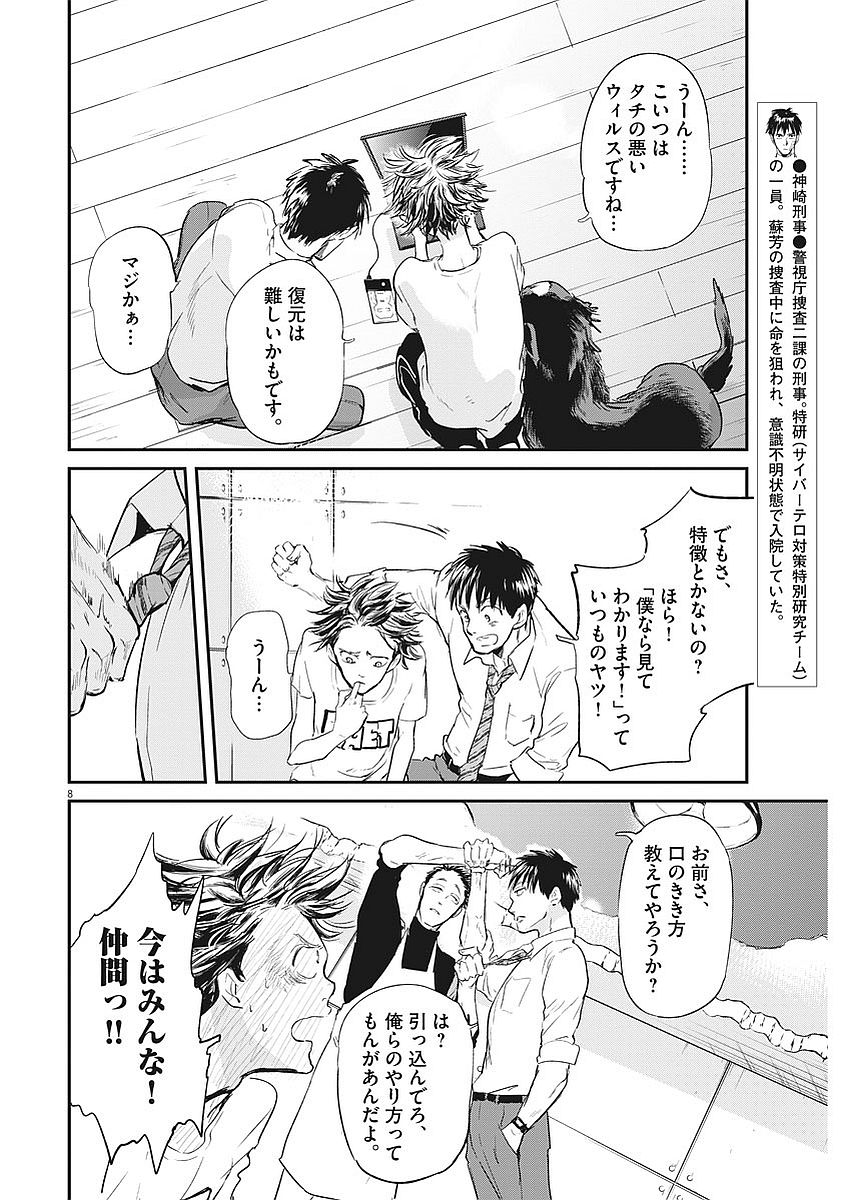 ●神崎刑事●警視庁捜査二課の刑事。特研(サイバーテロ対策特別研究チーム)
の一員。蘇芳の捜査中に命を狙われ、意識不明状態で入院していた。
うーん……
こいつは
タチの悪い
ウィルスですね…
復元は
難しいかもです。
マジかぁ…
でもさ、
特徴とかないの?
ほら!
「僕なら見て
わかります!」って
いつものヤツ!
うーん…
8
お前さ、
口のきき方
教えてやろうか?
は?
引っ込んでろ、
俺らのやり方って
もんがあんだよ。
今はみんな!
仲間っ!!